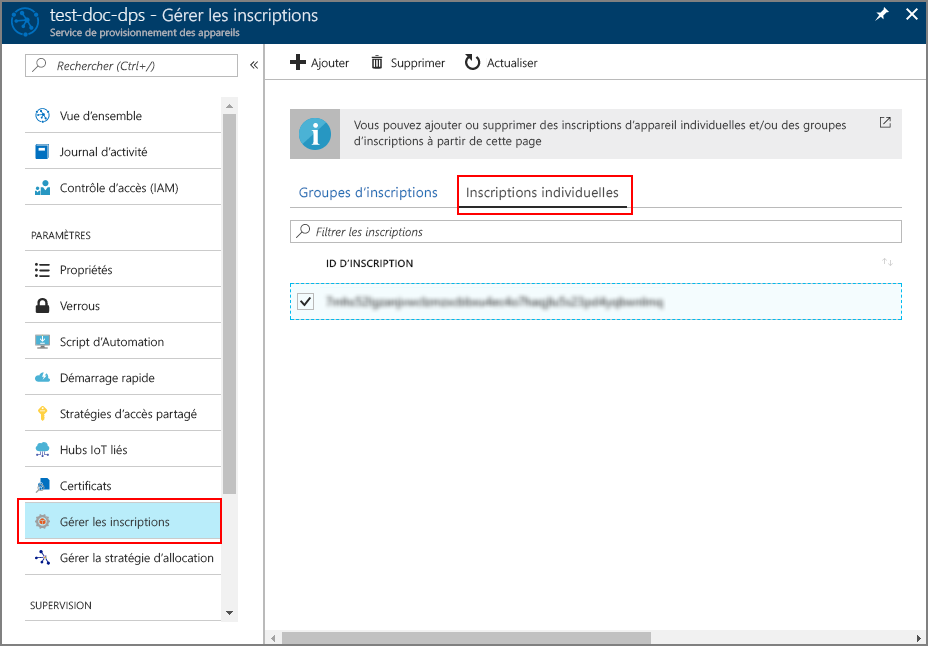 test-doc-dps - Gérer les inscriptions
Service de provisionnement des appareils
Rechercher (Ctrl+/)
«
Vue d'ensemble
Journal d'activité
Contrôle d'accès (IAM)
PARAMÈTRES
Propriétés
Verrous
Script d'Automation
Démarrage rapide
Stratégies d'accès partagé
Hubs IoT liés
Certificats
Gérer les inscriptions
Gérer la stratégie d'allocation
SUPERVISION
Ajouter
Supprimer
Actualiser
Vous pouvez ajouter ou supprimer des inscriptions d'appareil individuelles et/ou des groupes
d'inscriptions à partir de cette page
Groupes d'inscriptions
Inscriptions individuelles
Filtrer les inscriptions
ID D'INSCRIPTION